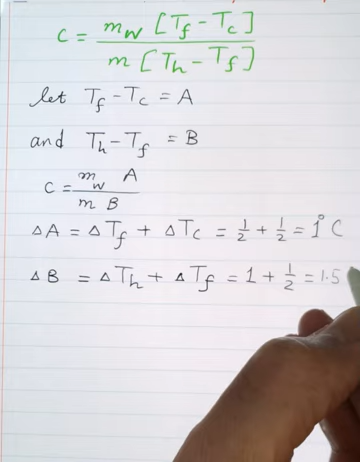 c = m_w [T_f - T_c] / m [T_h - T_f]
let T_f - T_c = A
and T_h - T_f = B
c = m_w A / m B
ΔA = ΔT_f + ΔT_c = 1/2 + 1/2 = 1°C
ΔB = ΔT_h + ΔT_f = 1 + 1/2 = 1.5